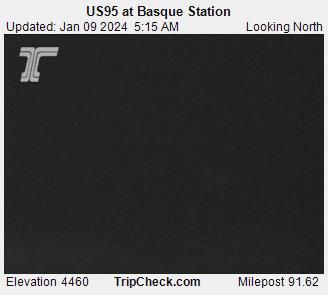 US95 at Basque Station
Updated: Jan 09 2024 5:15 AM Looking North
Elevation 4460 TripCheck.com Milepost 91.62